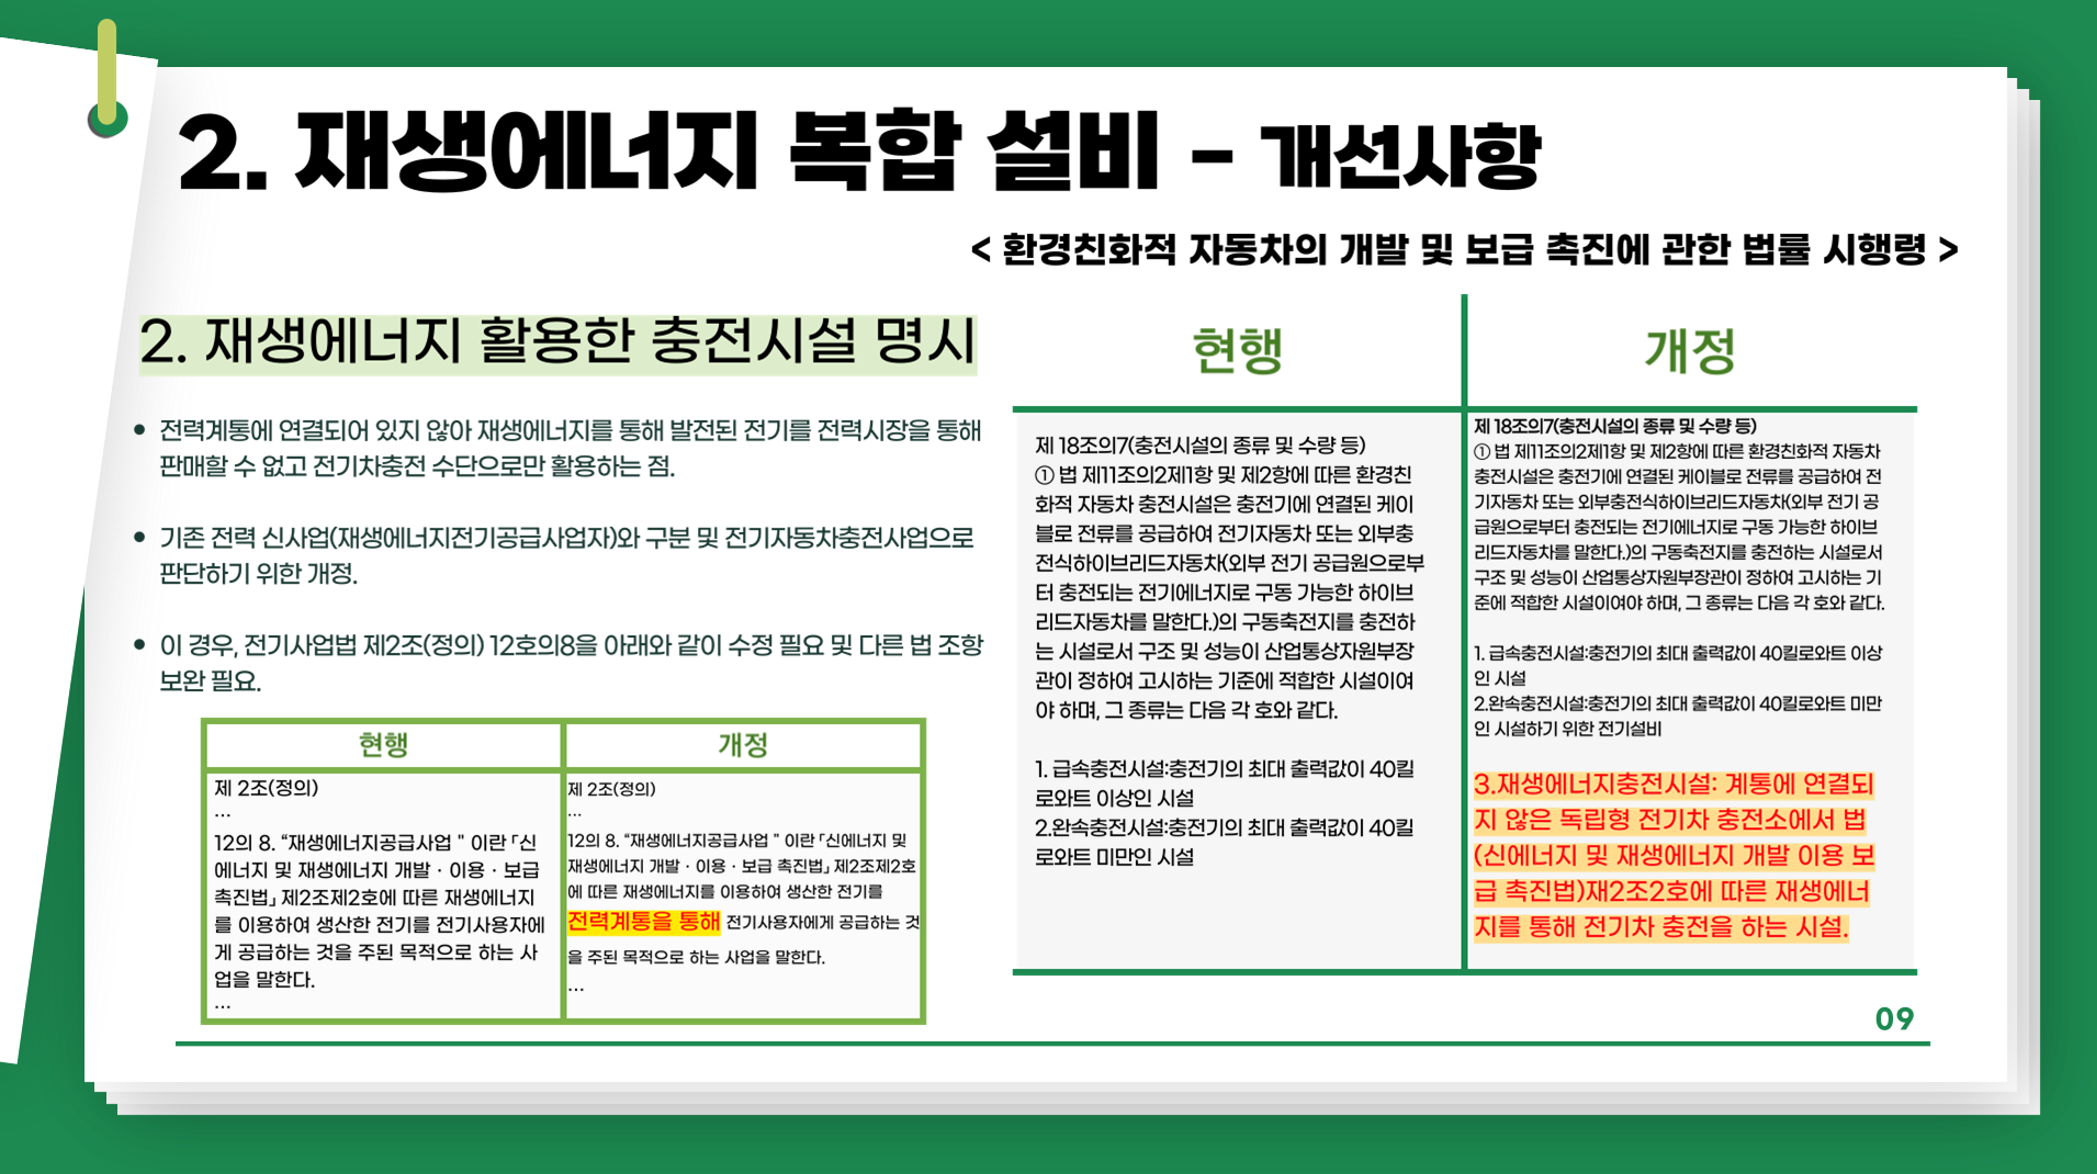 2. 재생에너지 복합 설비 - 개선사항
< 환경친화적 자동차의 개발 및 보급 촉진에 관한 법률 시행령 >
2. 재생에너지 활용한 충전시설 명시
• 전력계통에 연결되어 있지 않아 재생에너지를 통해 발전된 전기를 전력시장을 통해
판매할 수 없고 전기차충전 수단으로만 활용하는 점.
• 기존 전력 신사업(재생에너지전기공급사업자)와 구분 및 전기자동차충전사업으로
판단하기 위한 개정.
• 이 경우, 전기사업법 제2조(정의) 12호의8을 아래와 같이 수정 필요 및 다른 법 조항
보완 필요.
현행
제 2조(정의)
...
12의 8. “재생에너지공급사업 " 이란 「신
에너지 및 재생에너지 개발ㆍ이용ㆍ보급
촉진법」 제2조제2호에 따른 재생에너지
를 이용하여 생산한 전기를 전기사용자에
게 공급하는 것을 주된 목적으로 하는 사
업을 말한다.
...
개정
제 2조(정의)
...
12의 8. “재생에너지공급사업 " 이란 「신에너지 및
재생에너지 개발ㆍ이용ㆍ보급 촉진법」 제2조제2호
에 따른 재생에너지를 이용하여 생산한 전기를
전력계통을 통해 전기사용자에게 공급하는 것
을 주된 목적으로 하는 사업을 말한다.
...
현행
제 18조의7(충전시설의 종류 및 수량 등)
① 법 제11조의2제1항 및 제2항에 따른 환경친
화적 자동차 충전시설은 충전기에 연결된 케이
블로 전류를 공급하여 전기자동차 또는 외부충
전식하이브리드자동차(외부 전기 공급원으로부
터 충전되는 전기에너지로 구동 가능한 하이브
리드자동차를 말한다.)의 구동축전지를 충전하
는 시설로서 구조 및 성능이 산업통상자원부장
관이 정하여 고시하는 기준에 적합한 시설이여
야 하며, 그 종류는 다음 각 호와 같다.
1. 급속충전시설:충전기의 최대 출력값이 40킬
로와트 이상인 시설
2.완속충전시설:충전기의 최대 출력값이 40킬
로와트 미만인 시설
개정
제 18조의7(충전시설의 종류 및 수량 등)
① 법 제11조의2제1항 및 제2항에 따른 환경친화적 자동차
충전시설은 충전기에 연결된 케이블로 전류를 공급하여 전
기자동차 또는 외부충전식하이브리드자동차(외부 전기 공
급원으로부터 충전되는 전기에너지로 구동 가능한 하이브
리드자동차를 말한다.)의 구동축전지를 충전하는 시설로서
구조 및 성능이 산업통상자원부장관이 정하여 고시하는 기
준에 적합한 시설이여야 하며, 그 종류는 다음 각 호와 같다.
1. 급속충전시설:충전기의 최대 출력값이 40킬로와트 이상
인 시설
2.완속충전시설:충전기의 최대 출력값이 40킬로와트 미만
인 시설하기 위한 전기설비
3.재생에너지충전시설: 계통에 연결되
지 않은 독립형 전기차 충전소에서 법
(신에너지 및 재생에너지 개발 이용 보
급 촉진법)재2조2호에 따른 재생에너
지를 통해 전기차 충전을 하는 시설.
09